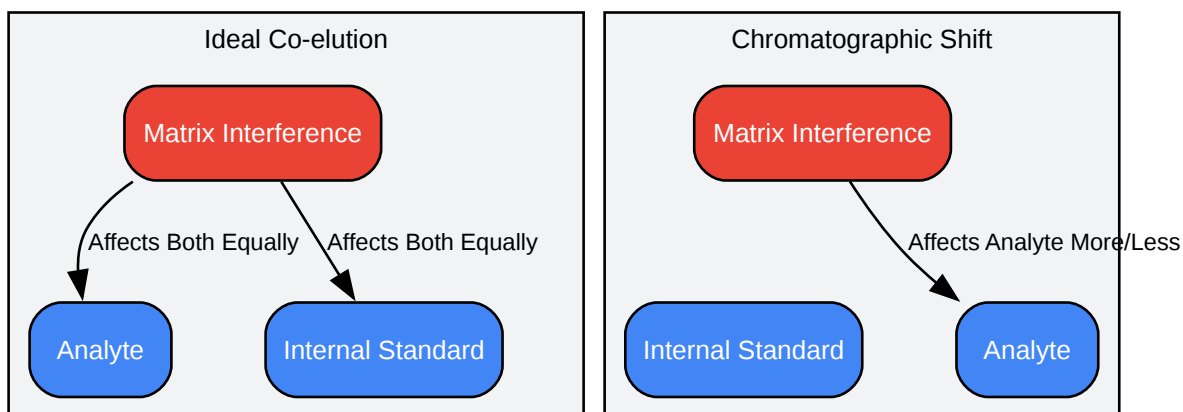 Ideal Co-elution
Matrix Interference
Affects Both Equally
Affects Both Equally
Analyte
Internal Standard
Chromatographic Shift
Matrix Interference
Affects Analyte More/Less
Internal Standard
Analyte